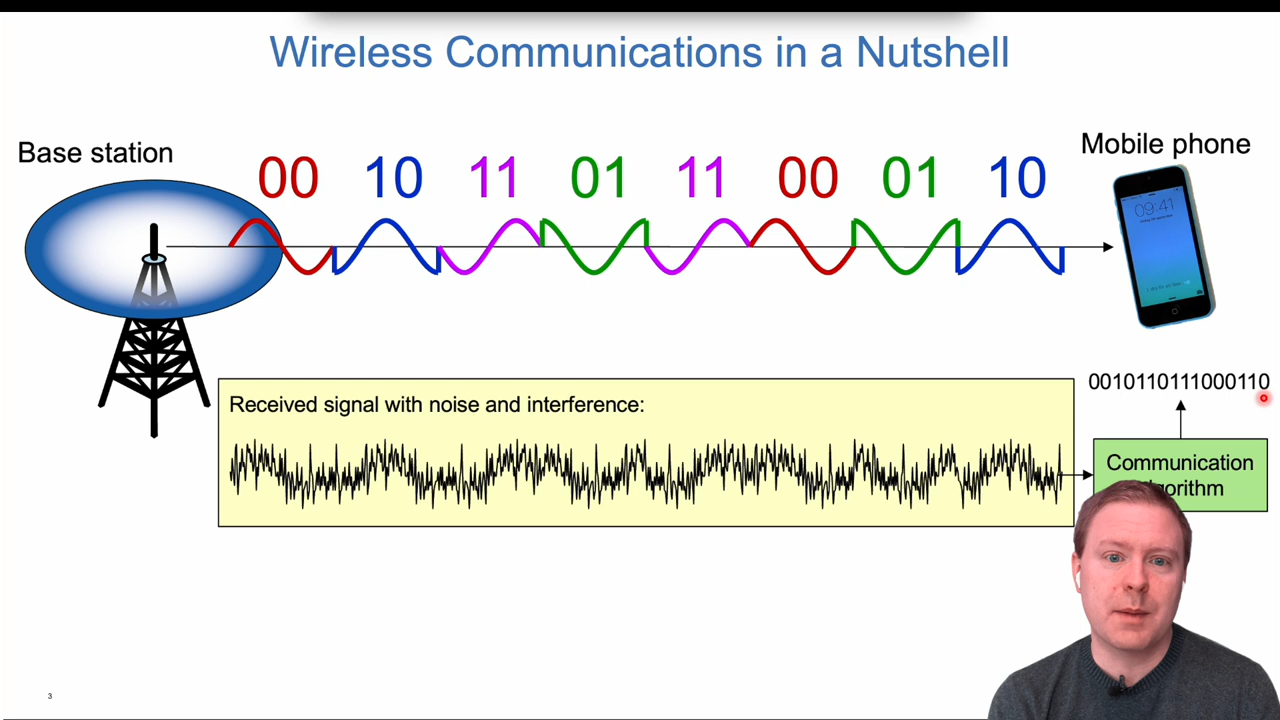 Wireless Communications in a Nutshell
Base station
Mobile phone
00 10 11 01 11 00 01 10
09:41
Received signal with noise and interference:
0010110111000110
Communication
algorithm
3